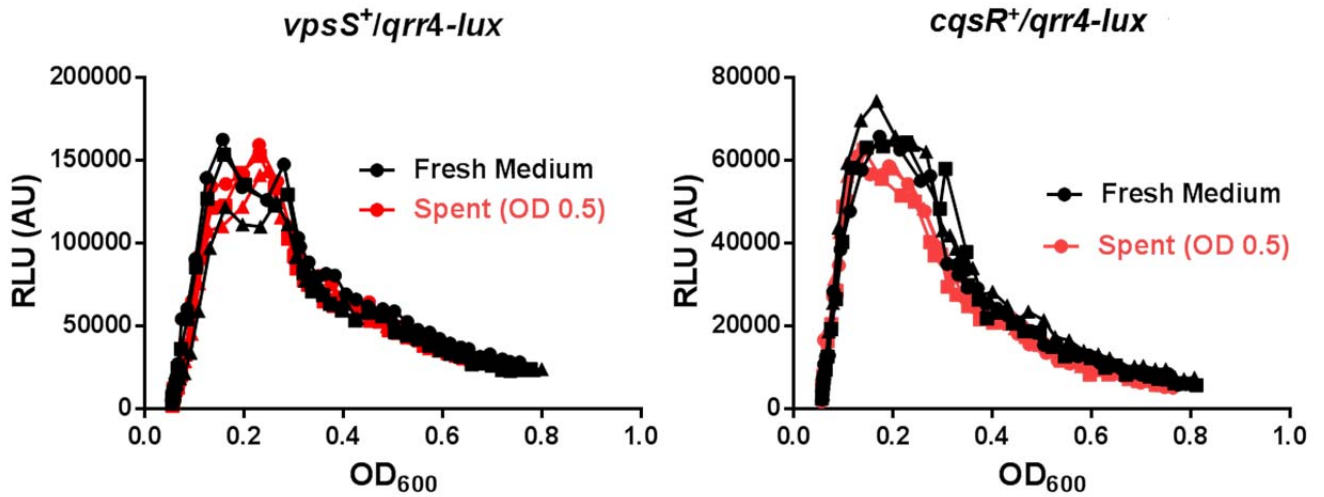 vpsS⁺/qrr4-lux
200000
150000
100000
50000
0
RLU (AU)
Fresh Medium
Spent (OD 0.5)
0.0 0.2 0.4 0.6 0.8 1.0
OD₆₀₀
cqsR⁺/qrr4-lux
80000
60000
40000
20000
0
RLU (AU)
Fresh Medium
Spent (OD 0.5)
0.0 0.2 0.4 0.6 0.8 1.0
OD₆₀₀